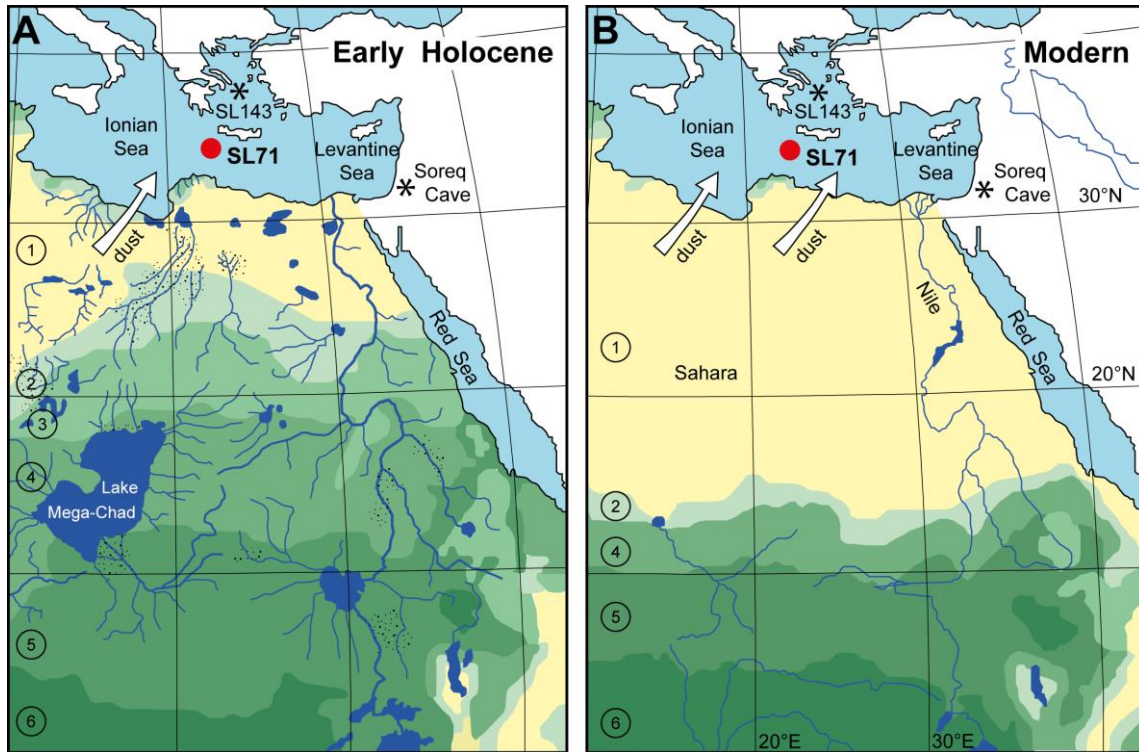 A
Early Holocene
*
SL143
Ionian
Sea
SL71
Levantine
Sea
*
Soreq
Cave
dust
1
Red Sea
2
3
4
Lake
Mega-Chad
5
6
B
Modern
*
SL143
Ionian
Sea
SL71
Levantine
Sea
*
Soreq
Cave
30°N
dust
dust
Nile
1
Red Sea
Sahara
20°N
2
4
5
6
20°E
30°E